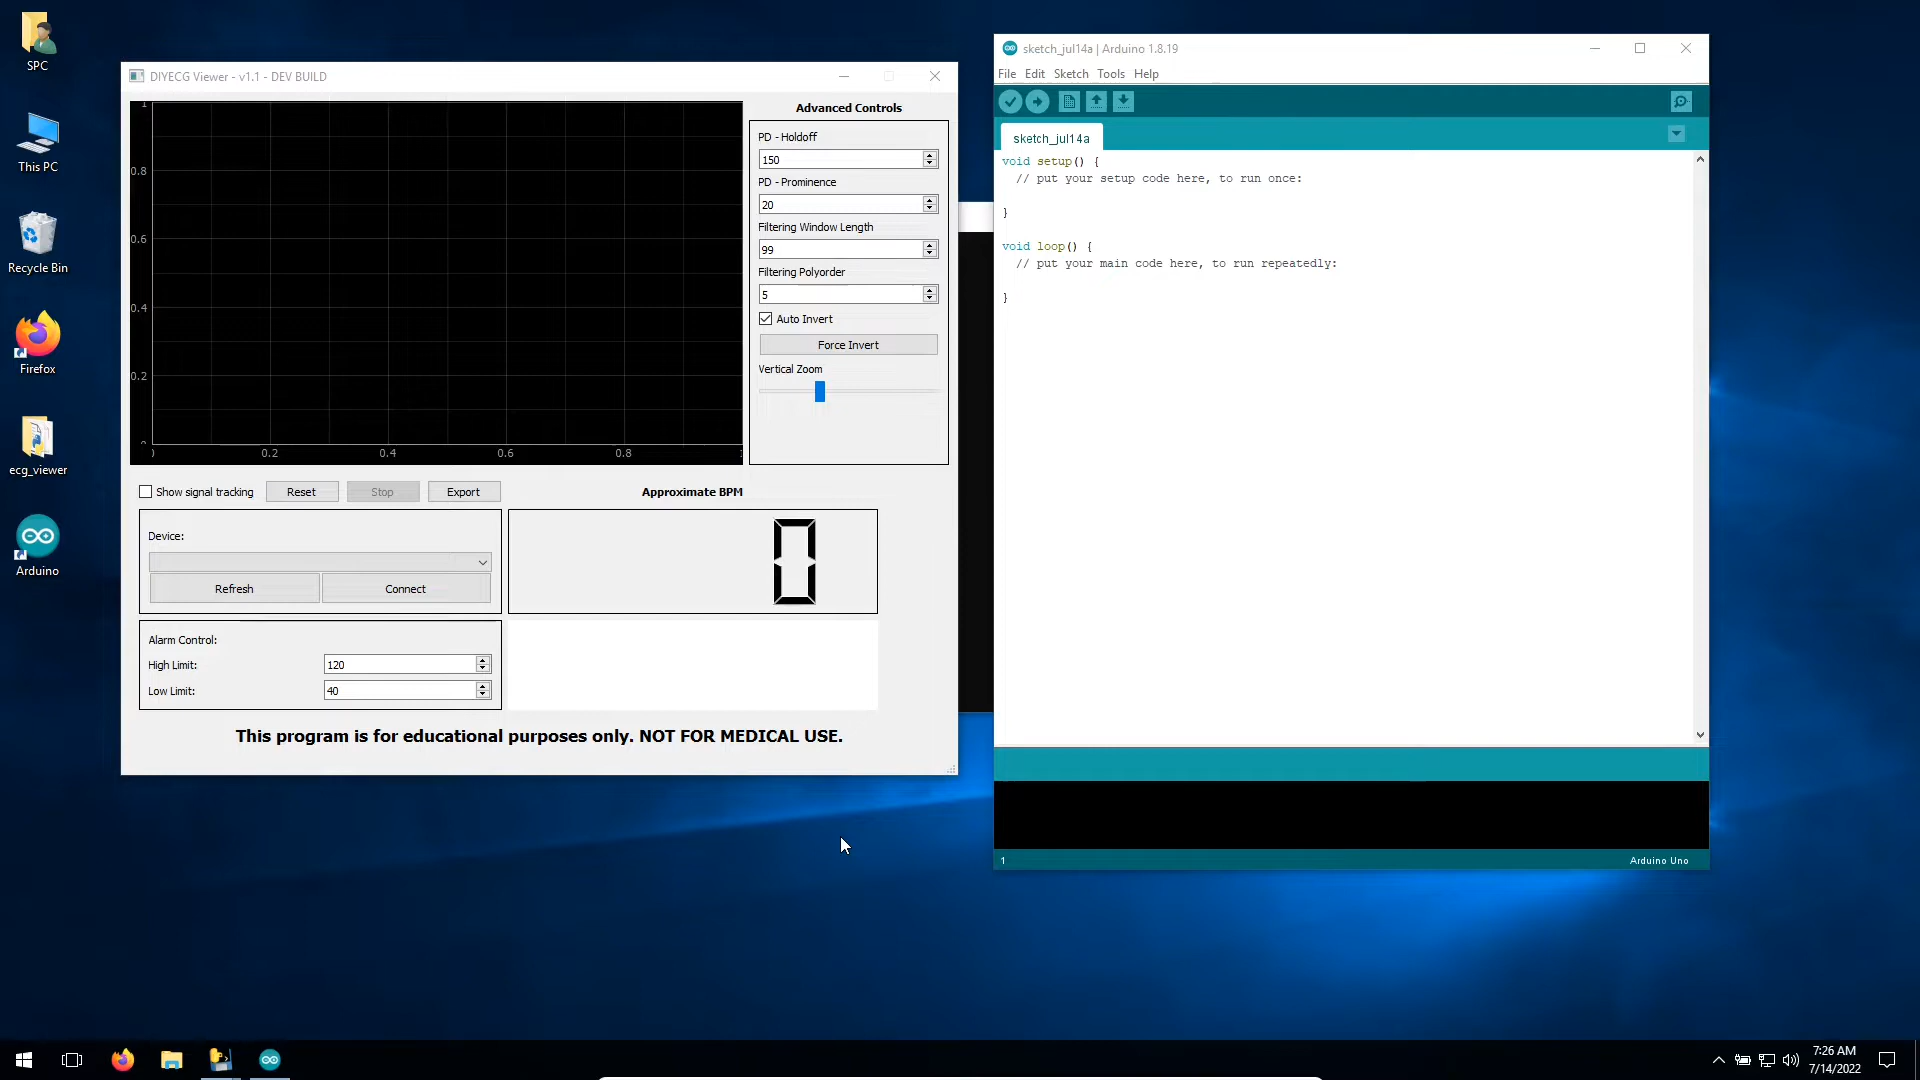 SPC
This PC
Recycle Bin
Firefox
ecg_viewer
Arduino
DIYECG Viewer - v1.1 - DEV BUILD
1
0.8
0.6
0.4
0.2
0.2
0.4
0.6
0.8
Advanced Controls
PD - Holdoff
150
PD - Prominence
20
Filtering Window Length
99
Filtering Polyorder
5
Auto Invert
Force Invert
Vertical Zoom
Show signal tracking
Reset
Stop
Export
Approximate BPM
Device:
Refresh
Connect
0
Alarm Control:
High Limit:
120
Low Limit:
40
This program is for educational purposes only. NOT FOR MEDICAL USE.
sketch_jul14a | Arduino 1.8.19
File Edit Sketch Tools Help
sketch_jul14a
void setup() {
// put your setup code here, to run once:
}
void loop() {
// put your main code here, to run repeatedly:
}
1
Arduino Uno
7:26 AM
7/14/2022